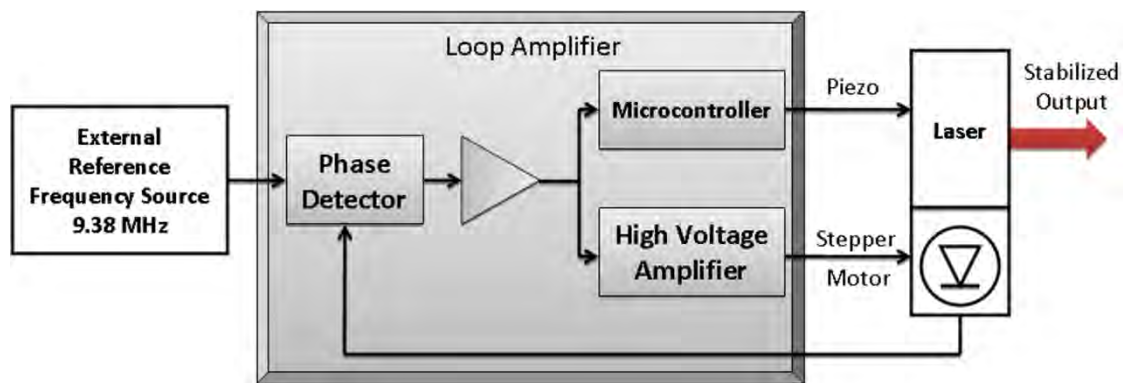 Loop Amplifier
External
Reference
Frequency Source
9.38 MHz
Phase
Detector
Microcontroller
High Voltage
Amplifier
Piezo
Stepper
Motor
Laser
Stabilized
Output